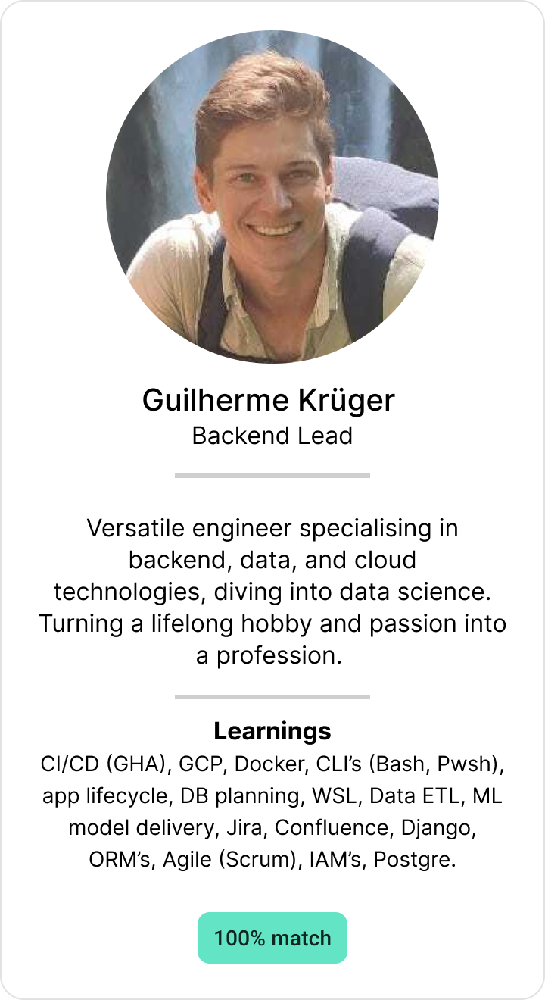 Guilherme Krüger
Backend Lead
Versatile engineer specialising in
backend, data, and cloud
technologies, diving into data science.
Turning a lifelong hobby and passion into
a profession.
Learnings
CI/CD (GHA), GCP, Docker, CLI’s (Bash, Pwsh),
app lifecycle, DB planning, WSL, Data ETL, ML
model delivery, Jira, Confluence, Django,
ORM’s, Agile (Scrum), IAM’s, Postgre.
100% match